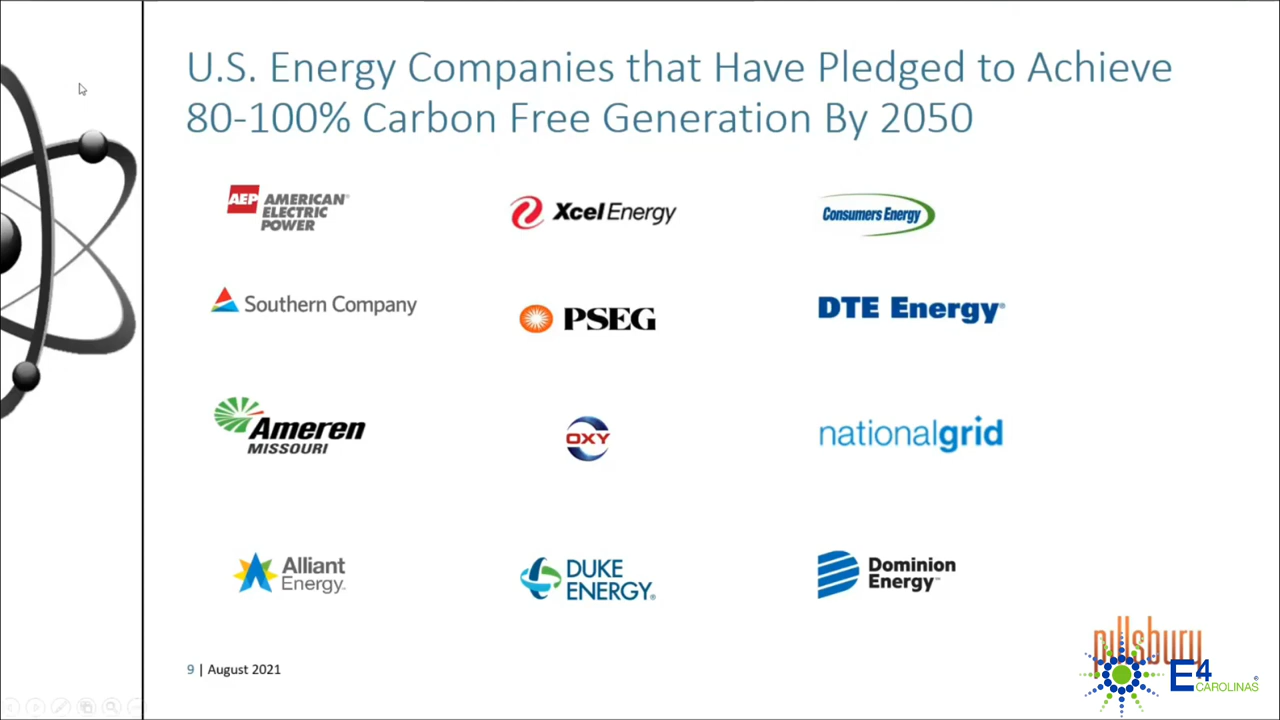 U.S. Energy Companies that Have Pledged to Achieve
80-100% Carbon Free Generation By 2050
AEP AMERICAN®
ELECTRIC
POWER
Xcel Energy
Consumers Energy
Southern Company
PSEG
DTE Energy®
Ameren
MISSOURI
OXY
nationalgrid
Alliant
Energy
DUKE
ENERGY®
Dominion
Energy™
pillsbury
E4
CAROLINAS®
9 | August 2021